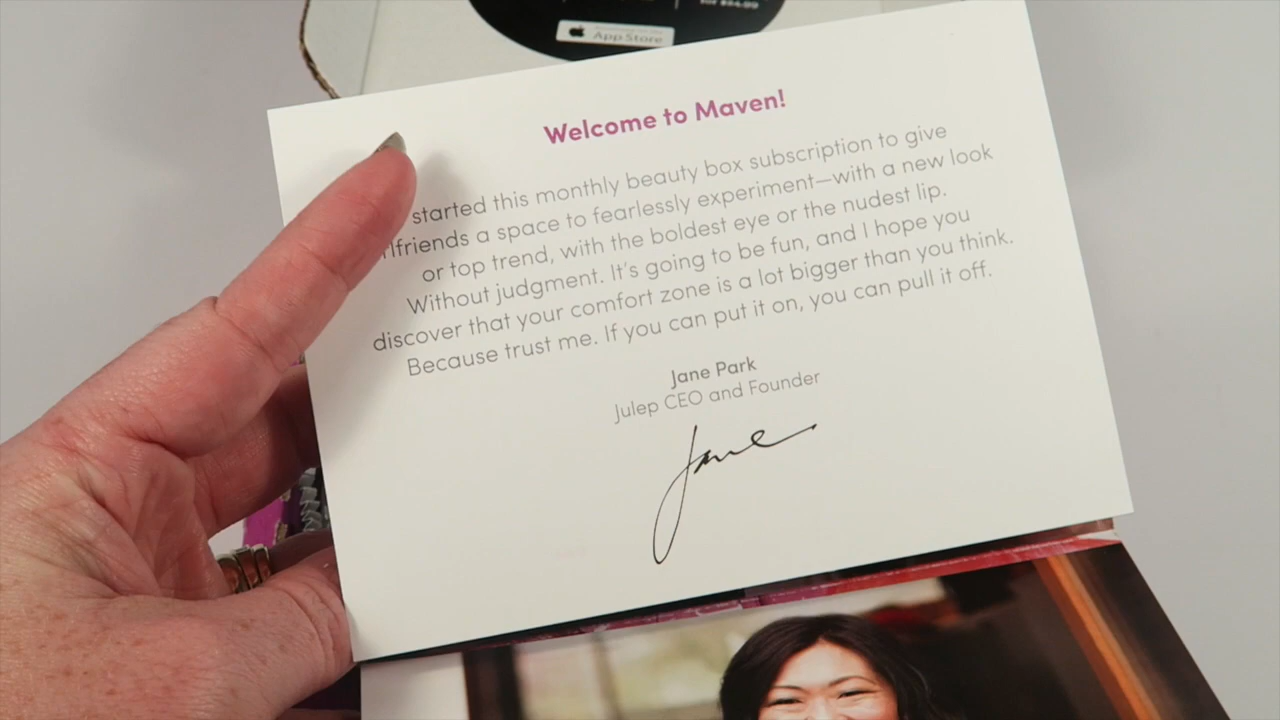 App Store
Welcome to Maven!
started this monthly beauty box subscription to give
a space to fearlessly experiment—with a new look
or top trend, with the boldest eye or the nudest lip.
Without judgment. It's going to be fun, and I hope you
discover that your comfort zone is a lot bigger than you think.
Because trust me. If you can put it on, you can pull it off.
Jane Park
Julep CEO and Founder
Jane